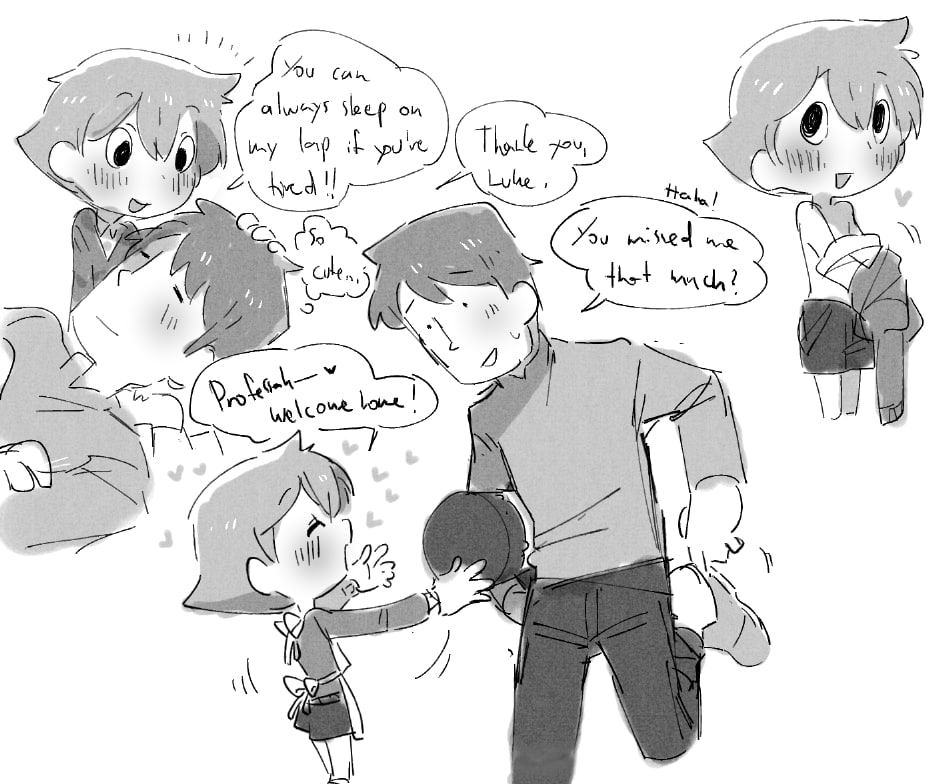 You can
always sleep on
my lap if you're
tired!!
Thank you,
Luke.
So
cute...
Haha!
You missed me
that much?
Professah—♥
welcome home!